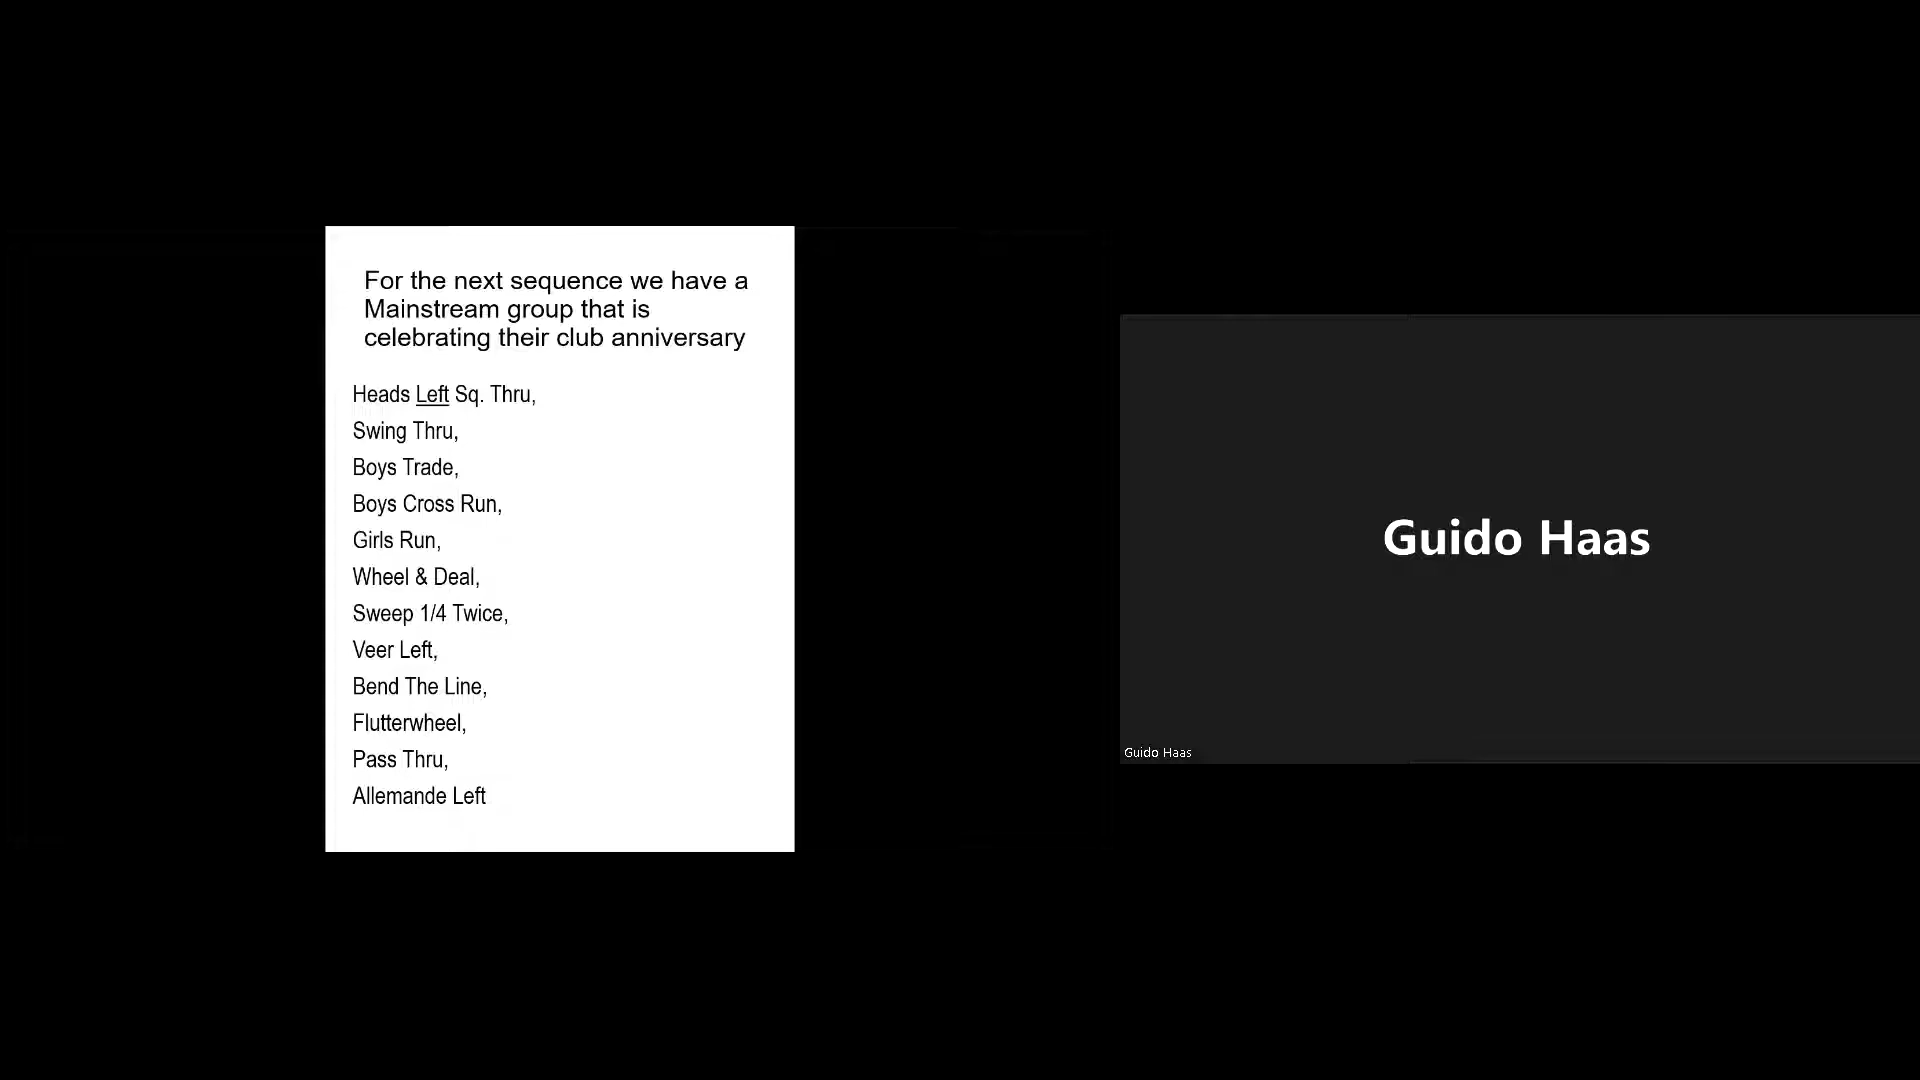 For the next sequence we have a
Mainstream group that is
celebrating their club anniversary
Heads Left Sq. Thru,
Swing Thru,
Boys Trade,
Boys Cross Run,
Girls Run,
Wheel & Deal,
Sweep 1/4 Twice,
Veer Left,
Bend The Line,
Flutterwheel,
Pass Thru,
Allemande Left
Guido Haas
Guido Haas